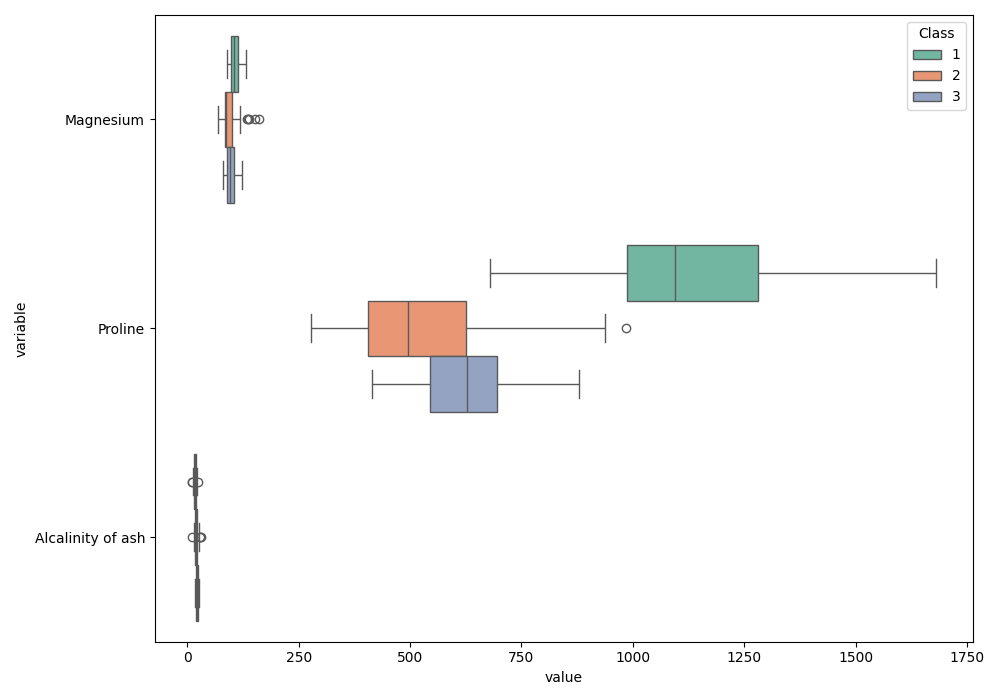 Class
1
2
3
Magnesium
Proline
Alcalinity of ash
variable
0 250 500 750 1000 1250 1500 1750
value